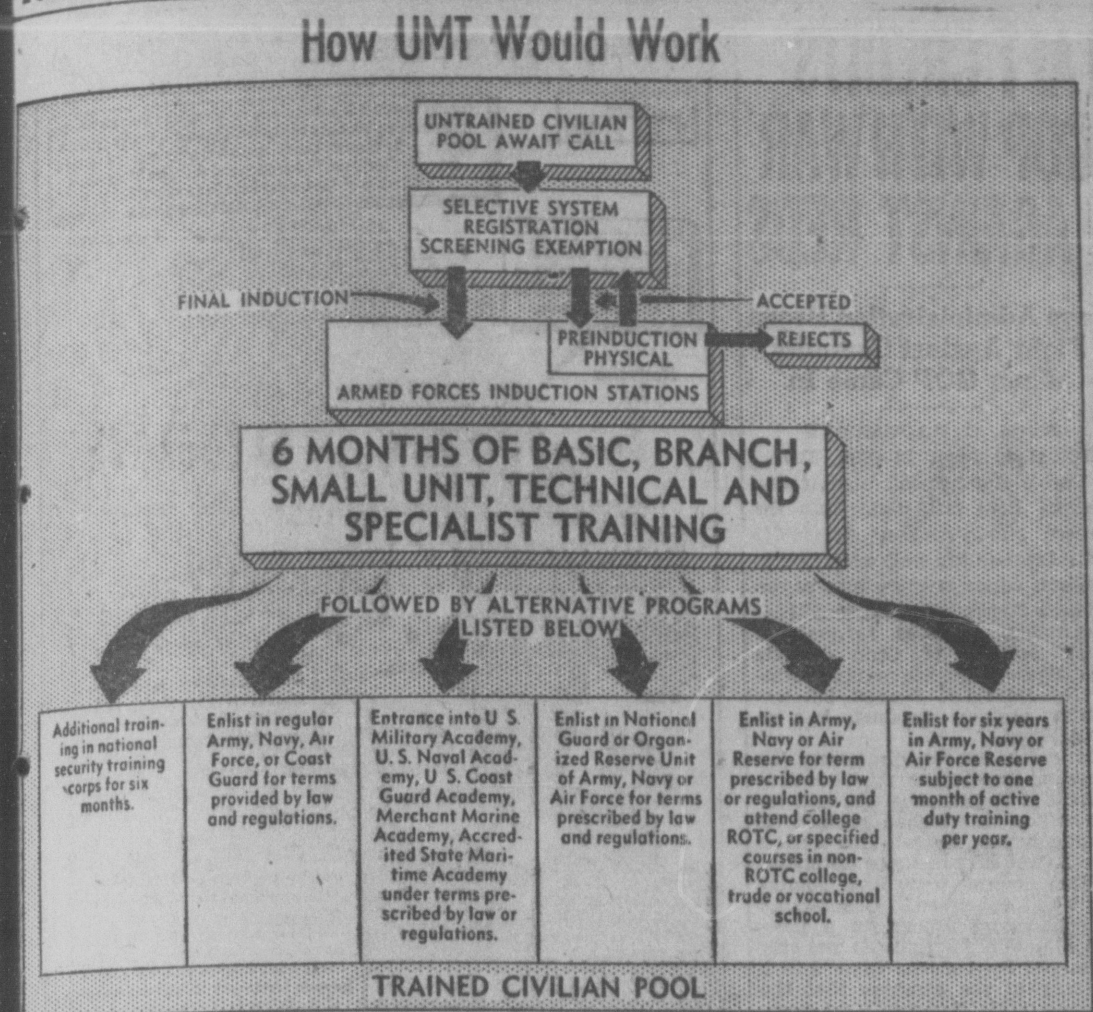 How UMT Would Work
UNTRAINED CIVILIAN
POOL AWAIT CALL
SELECTIVE SYSTEM
REGISTRATION
SCREENING EXEMPTION
FINAL INDUCTION
ACCEPTED
PREINDUCTION
PHYSICAL
REJECTS
ARMED FORCES INDUCTION STATIONS
6 MONTHS OF BASIC, BRANCH,
SMALL UNIT, TECHNICAL AND
SPECIALIST TRAINING
FOLLOWED BY ALTERNATIVE PROGRAMS
LISTED BELOW
Additional train-
ing in national
security training
corps for six
months.
Enlist in regular
Army, Navy, Air
Force, or Coast
Guard for terms
provided by law
and regulations.
Entrance into U S.
Military Academy,
U. S. Naval Acad-
emy, U S. Coast
Guard Academy,
Merchant Marine
Academy, Accred-
ited State Mari-
time Academy
under terms pre-
scribed by law or
regulations.
Enlist in National
Guard or Organ-
ized Reserve Unit
of Army, Navy or
Air Force for terms
prescribed by law
and regulations.
Enlist in Army,
Navy or Air
Reserve for term
prescribed by law
or regulations, and
attend college
ROTC, or specified
courses in non-
ROTC college,
trude or vocational
school.
Enlist for six years
in Army, Navy or
Air Force Reserve
subject to one
month of active
duty training
per year.
TRAINED CIVILIAN POOL